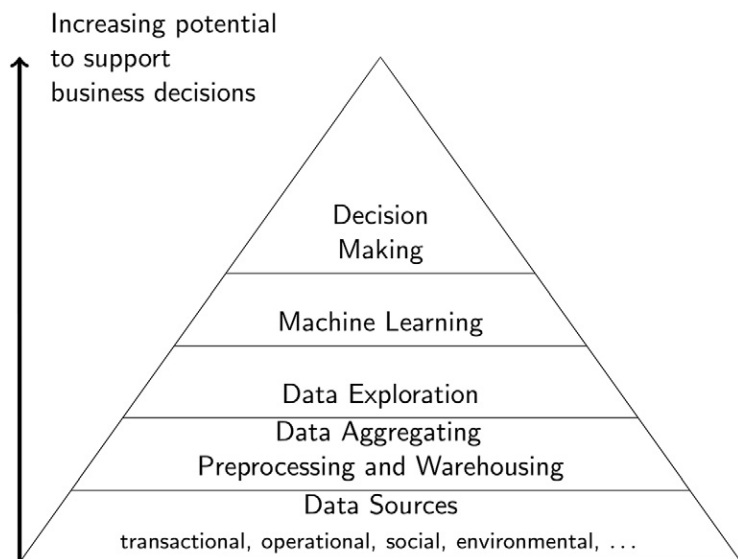 Increasing potential
to support
business decisions
Decision
Making
Machine Learning
Data Exploration
Data Aggregating
Preprocessing and Warehousing
Data Sources
transactional, operational, social, environmental, ...